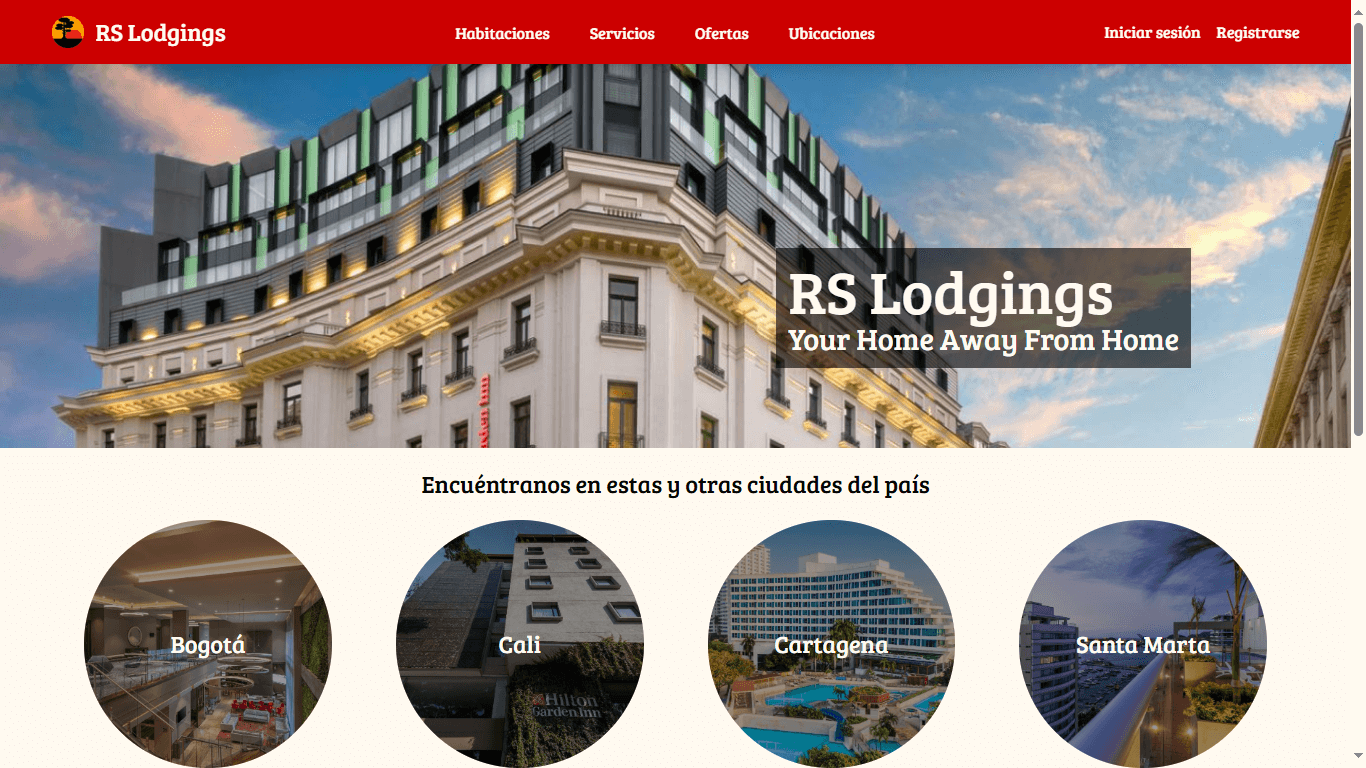 RS Lodgings
Habitaciones
Servicios
Ofertas
Ubicaciones
Iniciar sesión
Registrarse
RS Lodgings
Your Home Away From Home
Encuéntranos en estas y otras ciudades del país
Bogotá
Cali
Cartagena
Santa Marta
Hilton
Garden Inn